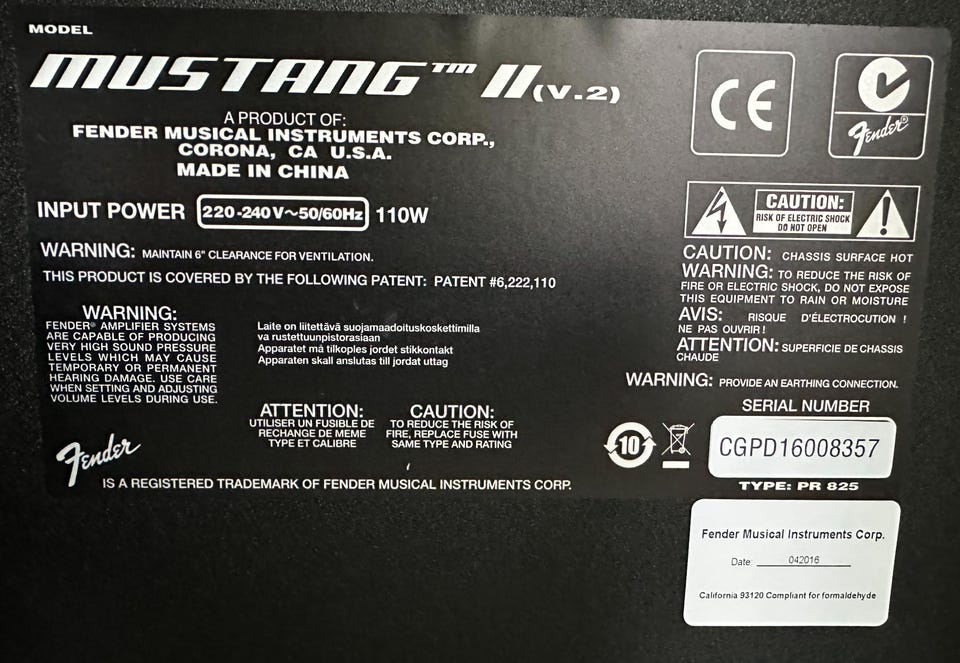 MODEL
MUSTANG™ II (V.2)
A PRODUCT OF:
FENDER MUSICAL INSTRUMENTS CORP.,
CORONA, CA U.S.A.
MADE IN CHINA
INPUT POWER 220-240V~50/60Hz 110W
WARNING: MAINTAIN 6" CLEARANCE FOR VENTILATION.
THIS PRODUCT IS COVERED BY THE FOLLOWING PATENT: PATENT #6,222,110
WARNING:
FENDER® AMPLIFIER SYSTEMS
ARE CAPABLE OF PRODUCING
VERY HIGH SOUND PRESSURE
LEVELS WHICH MAY CAUSE
TEMPORARY OR PERMANENT
HEARING DAMAGE. USE CARE
WHEN SETTING AND ADJUSTING
VOLUME LEVELS DURING USE.
Laite on liitettävä suojamaadoituskoskettimilla
va rustettuunpistorasiaan
Apparatet må tilkoples jordet stikkontakt
Apparaten skall anslutas till jordat uttag
ATTENTION:
UTILISER UN FUSIBLE DE
RECHANGE DE MEME
TYPE ET CALIBRE
CAUTION:
TO REDUCE THE RISK OF
FIRE, REPLACE FUSE WITH
SAME TYPE AND RATING
Fender
IS A REGISTERED TRADEMARK OF FENDER MUSICAL INSTRUMENTS CORP.
CE
Fender®
CAUTION:
RISK OF ELECTRIC SHOCK
DO NOT OPEN
CAUTION: CHASSIS SURFACE HOT
WARNING: TO REDUCE THE RISK OF
FIRE OR ELECTRIC SHOCK, DO NOT EXPOSE
THIS EQUIPMENT TO RAIN OR MOISTURE
AVIS: RISQUE D'ÉLECTROCUTION !
NE PAS OUVRIR !
ATTENTION: SUPERFICIE DE CHASSIS
CHAUDE
WARNING: PROVIDE AN EARTHING CONNECTION.
SERIAL NUMBER
10
CGPD16008357
TYPE: PR 825
Fender Musical Instruments Corp.
Date: 042016
California 93120 Compliant for formaldehyde